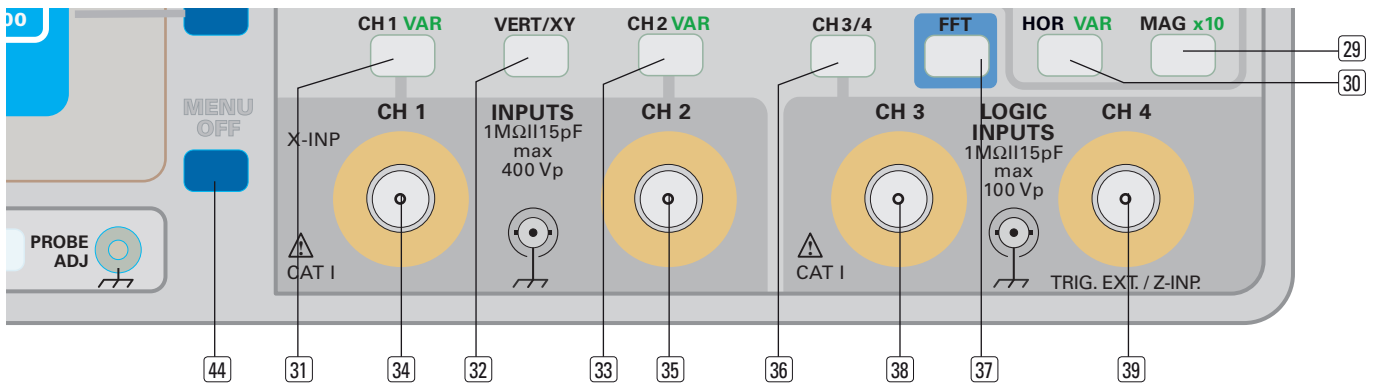 00
CH 1 VAR
VERT/XY
CH 2 VAR
CH 3/4
FFT
HOR VAR
MAG x10
29
30
MENU
OFF
CH 1
INPUTS
1MΩII15pF
max
400 Vp
X-INP
CH 2
CH 3
LOGIC
INPUTS
1MΩII15pF
max
100 Vp
CH 4
PROBE
ADJ
CAT I
CAT I
TRIG. EXT. / Z-INP.
44
31
34
32
33
35
36
38
37
39